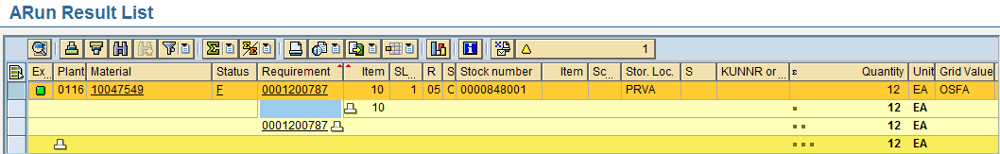 ARun Result List
1
Ex... Plant Material Status Requirement Item SL... R S Stock number Item Sc... Stor. Loc. S KUNNR or ... Σ Quantity Unit Grid Value
0116 10047549 F 0001200787 10 1 05 C 0000848001 PRVA 12 EA OSFA
10 12 EA
0001200787 12 EA
12 EA